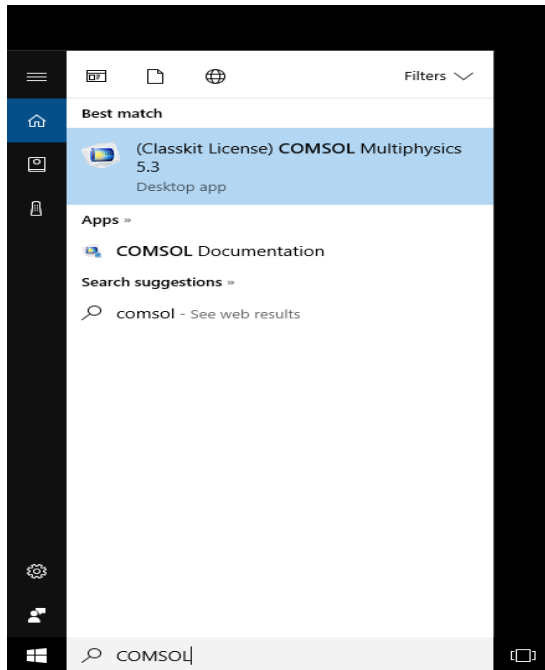 Filters
Best match
(Classkit License) COMSOL Multiphysics
5.3
Desktop app
Apps »
COMSOL Documentation
Search suggestions »
comsol - See web results
COMSOL